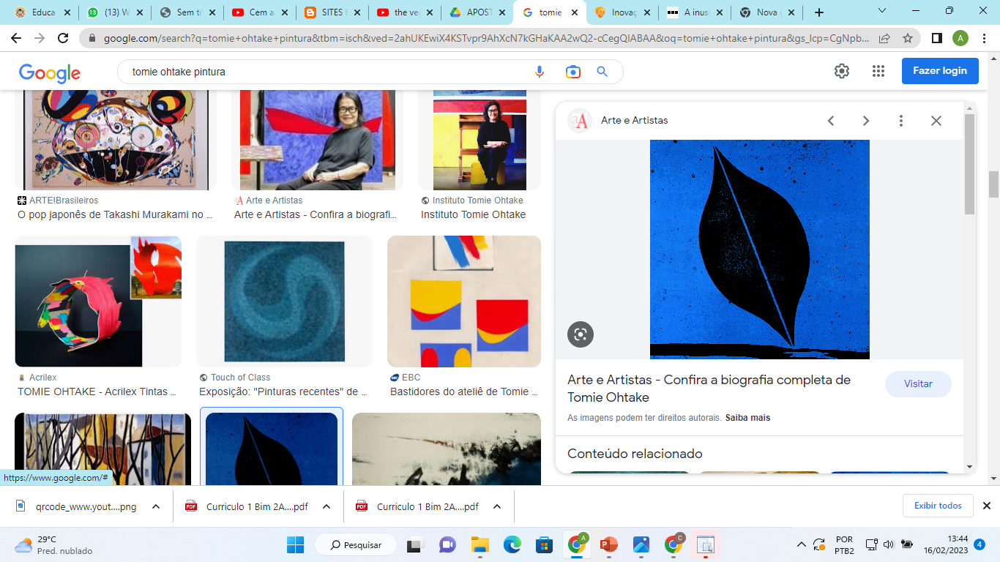 Educa
(13) W
Sem tí
Cem a
SITES E
the ve
APOST
tomie
Inovaç
A inus
Nova g
google.com/search?q=tomie+ohtake+pintura&tbm=isch&ved=2ahUKEwiX4KSTvpr9AhXcN7kGHaKAA2wQ2-cCegQIABAA&oq=tomie+ohtake+pintura&gs_lcp=CgNpb...
A
Google
tomie ohtake pintura
Fazer login
ARTE!Brasileiros
O pop japonês de Takashi Murakami no ...
Arte e Artistas
Arte e Artistas - Confira a biografi...
Instituto Tomie Ohtake
Instituto Tomie Ohtake
Acrilex
TOMIE OHTAKE - Acrilex Tintas ...
Touch of Class
Exposição: "Pinturas recentes" de ...
EBC
Bastidores do ateliê de Tomie ...
Arte e Artistas
Arte e Artistas - Confira a biografia completa de
Tomie Ohtake
Visitar
As imagens podem ter direitos autorais. Saiba mais
Conteúdo relacionado
https://www.google.com/#
qrcode_www.yout....png
Curriculo 1 Bim 2A....pdf
Curriculo 1 Bim 2A....pdf
Exibir todos
29°C
Pred. nublado
Pesquisar
POR
PTB2
13:44
16/02/2023
4